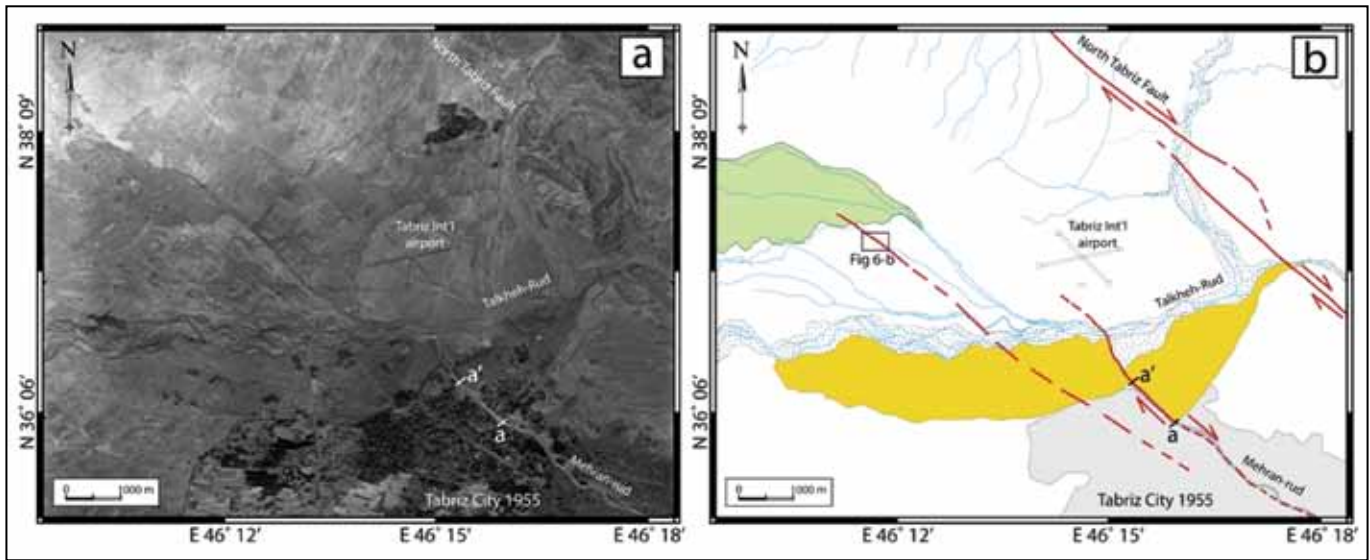 N
a
North Tabriz Fault
N 38° 09'
Tabriz Int'l
airport
Talkheh-Rud
a'
N 36° 06'
a
Mehran-rud
0 1000 m
Tabriz City 1955
E 46° 12'
E 46° 15'
E 46° 18'
N
b
North Tabriz Fault
N 38° 09'
Tabriz Int'l
airport
Fig 6-b
Talkheh-Rud
a'
N 36° 06'
a
Mehran-rud
0 1000 m
Tabriz City 1955
E 46° 12'
E 46° 15'
E 46° 18'